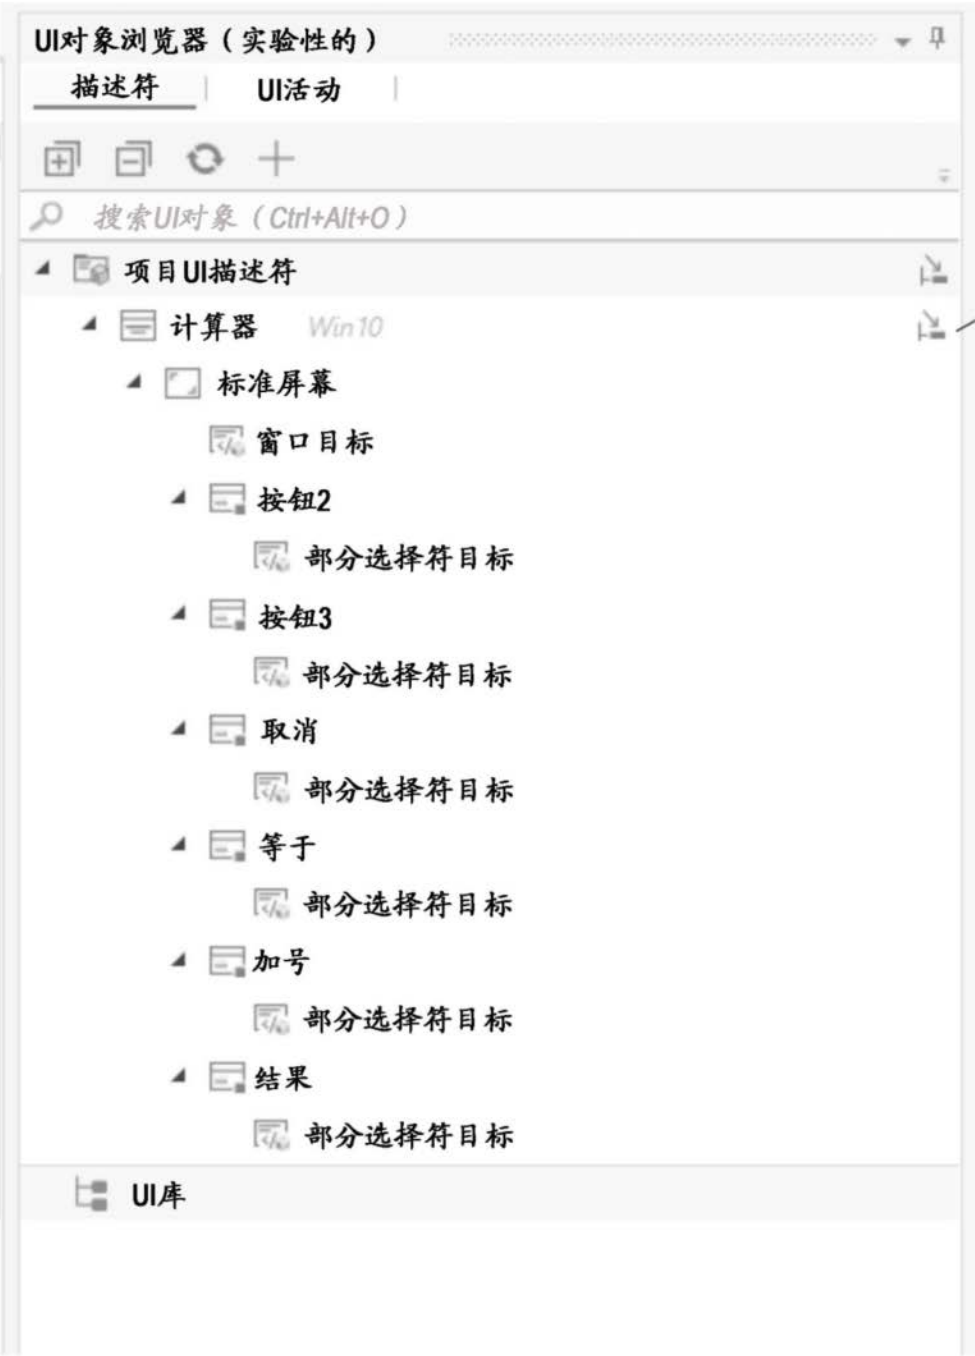 UI对象浏览器（实验性的）
描述符 UI活动
搜索UI对象（Ctrl+Alt+O）
项目UI描述符
计算器 Win10
标准屏幕
窗口目标
按钮2
部分选择符目标
按钮3
部分选择符目标
取消
部分选择符目标
等于
部分选择符目标
加号
部分选择符目标
结果
部分选择符目标
UI库